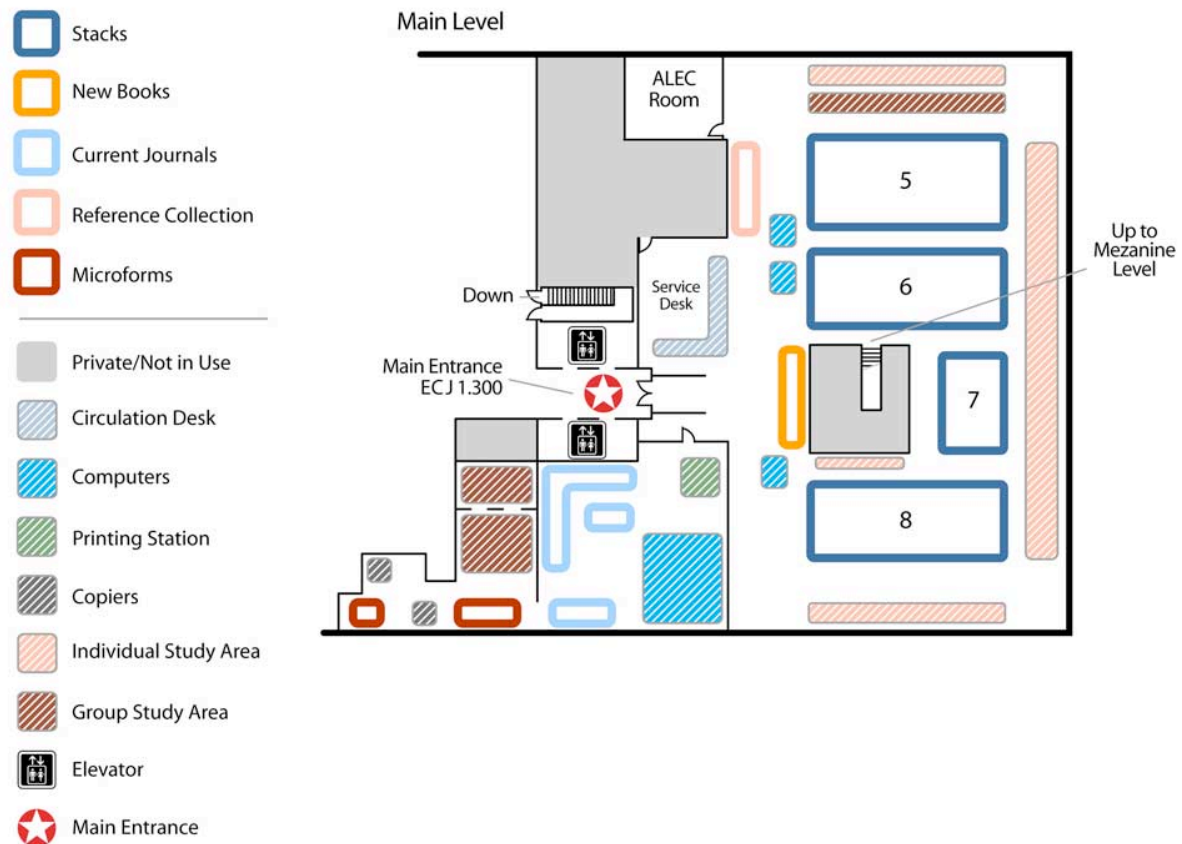 Stacks
New Books
Current Journals
Reference Collection
Microforms
Private/Not in Use
Circulation Desk
Computers
Printing Station
Copiers
Individual Study Area
Group Study Area
Elevator
Main Entrance
Main Level
ALEC
Room
5
Up to
Mezanine
Level
6
Service
Desk
Down
Main Entrance
ECJ 1.300
7
8